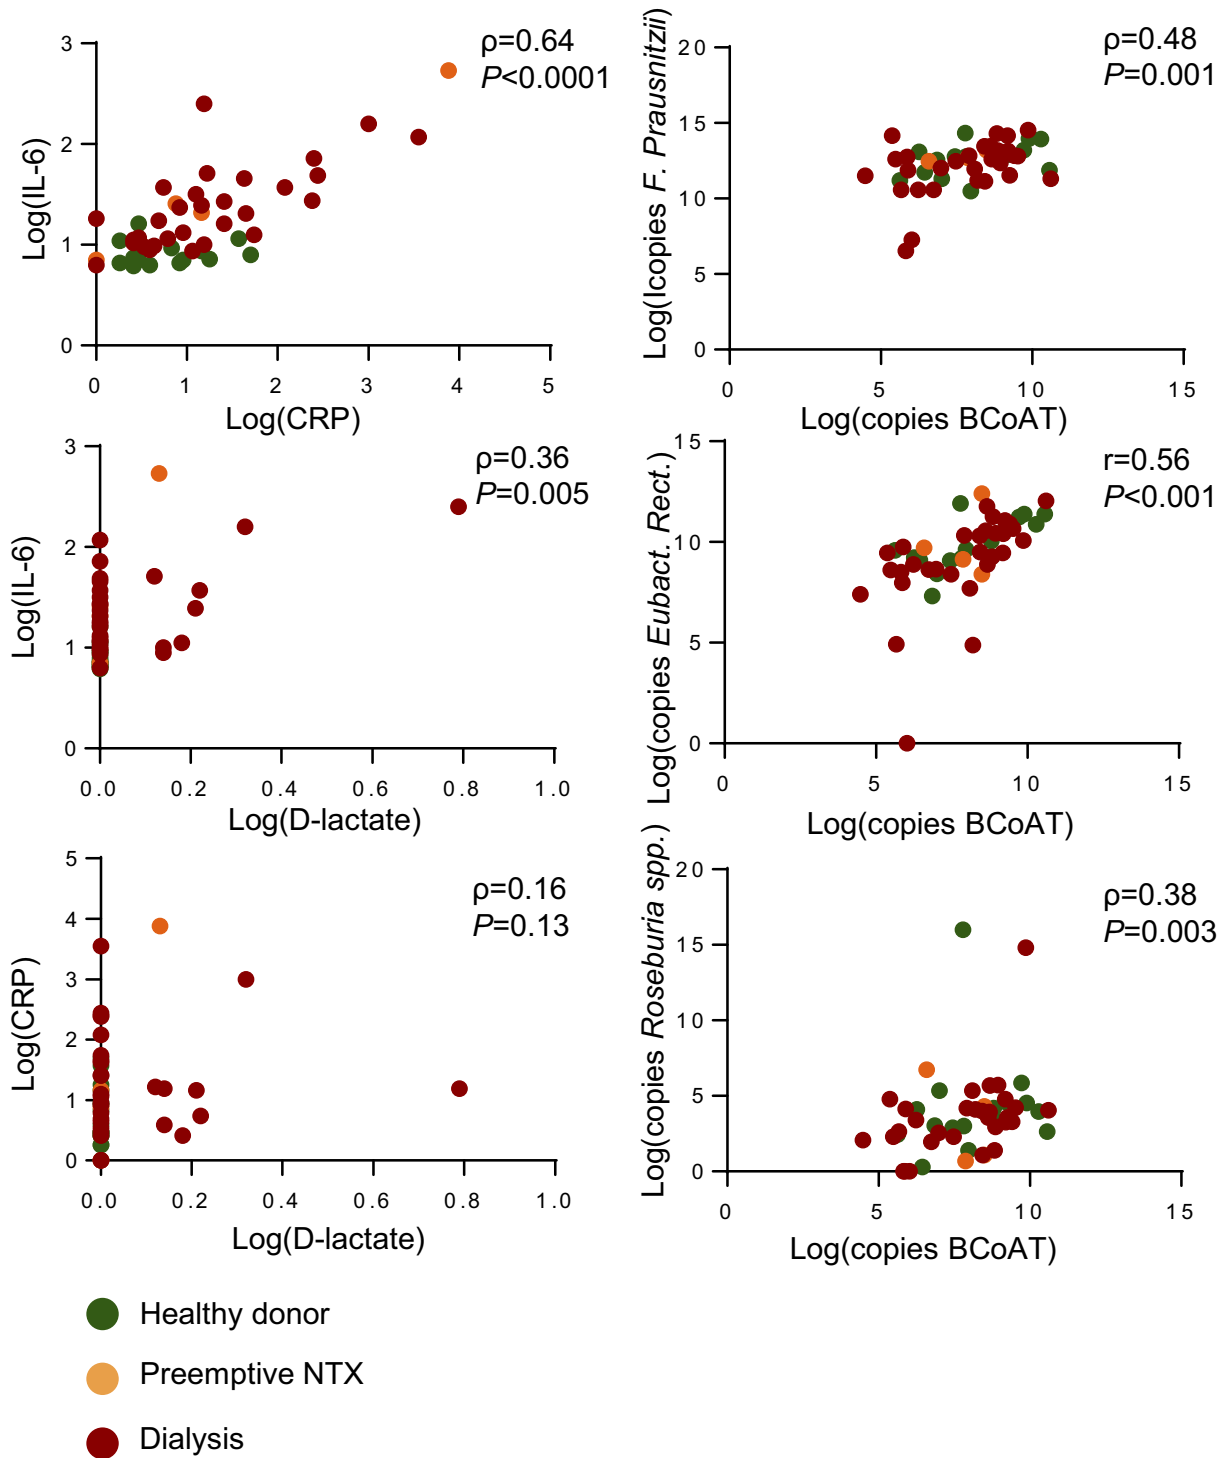 ρ=0.64
P<0.0001
Log(IL-6)
3
2
1
0
0 1 2 3 4 5
Log(CRP)
ρ=0.48
P=0.001
Log(Icopies F. Prausnitzii)
20
15
10
5
0
0 5 10 15
Log(copies BCoAT)
ρ=0.36
P=0.005
Log(IL-6)
3
2
1
0
0.0 0.2 0.4 0.6 0.8 1.0
Log(D-lactate)
r=0.56
P<0.001
Log(copies Eubact. Rect.)
15
10
5
0
0 5 10 15
Log(copies BCoAT)
ρ=0.16
P=0.13
Log(CRP)
5
4
3
2
1
0
0.0 0.2 0.4 0.6 0.8 1.0
Log(D-lactate)
ρ=0.38
P=0.003
Log(copies Roseburia spp.)
20
15
10
5
0
0 5 10 15
Log(copies BCoAT)
Healthy donor
Preemptive NTX
Dialysis